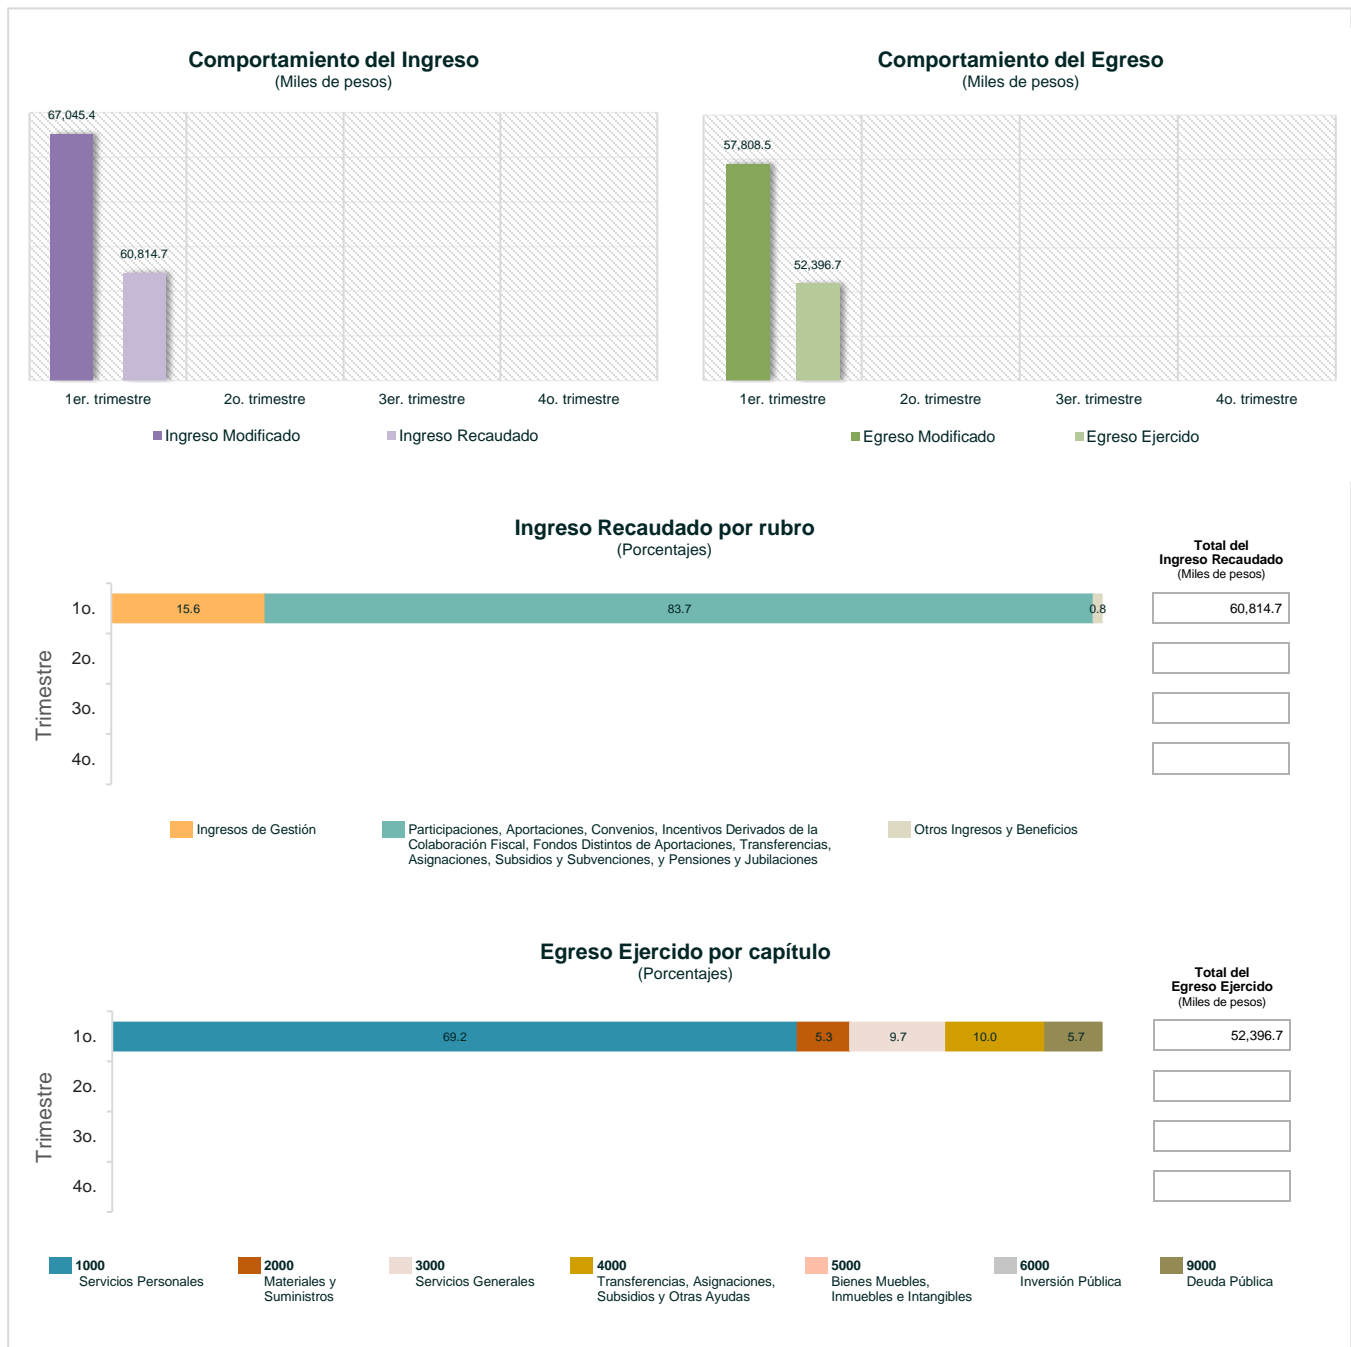 Comportamiento del Ingreso
(Miles de pesos)
67,045.4
60,814.7
1er. trimestre
2o. trimestre
3er. trimestre
4o. trimestre
Ingreso Modificado
Ingreso Recaudado
Comportamiento del Egreso
(Miles de pesos)
57,808.5
52,396.7
1er. trimestre
2o. trimestre
3er. trimestre
4o. trimestre
Egreso Modificado
Egreso Ejercido
Ingreso Recaudado por rubro
(Porcentajes)
Total del
Ingreso Recaudado
(Miles de pesos)
Trimestre
1o.
15.6
83.7
0.8
60,814.7
2o.
3o.
4o.
Ingresos de Gestión
Participaciones, Aportaciones, Convenios, Incentivos Derivados de la
Colaboración Fiscal, Fondos Distintos de Aportaciones, Transferencias,
Asignaciones, Subsidios y Subvenciones, y Pensiones y Jubilaciones
Otros Ingresos y Beneficios
Egreso Ejercido por capítulo
(Porcentajes)
Total del
Egreso Ejercido
(Miles de pesos)
Trimestre
1o.
69.2
5.3
9.7
10.0
5.7
52,396.7
2o.
3o.
4o.
1000
Servicios Personales
2000
Materiales y
Suministros
3000
Servicios Generales
4000
Transferencias, Asignaciones,
Subsidios y Otras Ayudas
5000
Bienes Muebles,
Inmuebles e Intangibles
6000
Inversión Pública
9000
Deuda Pública